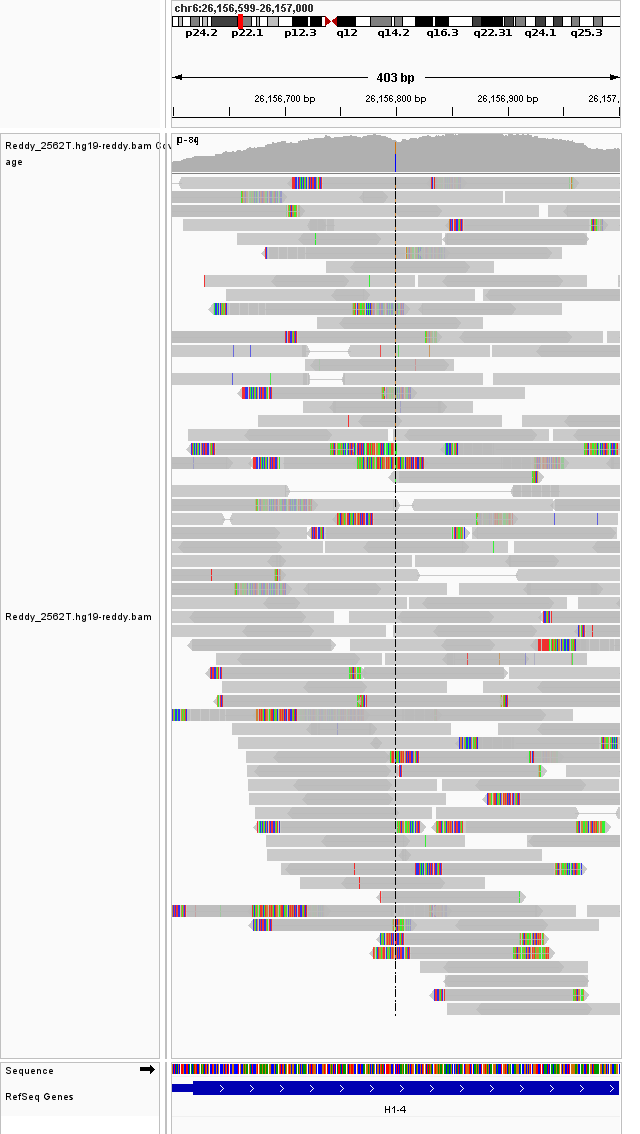 chr6:26,156,599-26,157,000
p24.2 p22.1 p12.3 q12 q14.2 q16.3 q22.31 q24.1 q25.3
403 bp
26,156,700 bp 26,156,800 bp 26,156,900 bp 26,157,
Reddy_2562T.hg19-reddy.bam Cov
age
Reddy_2562T.hg19-reddy.bam
Sequence
RefSeq Genes
H1-4